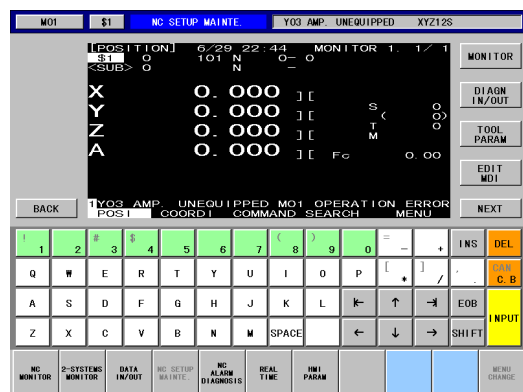 MO1 $1 NC SETUP MAINTE. Y03 AMP. UNEQUIPPED XYZ12S
[POSITION] 6/29 22:44 MONITOR 1. 1/ 1
$1 O 101 N 0- 0
<SUB> O N -
X 0. 000 ][
Y 0. 000 ][ S 0
( 0)
Z 0. 000 ][ T 0
M
A 0. 000 ][ Fc 0. 00
1 Y03 AMP. UNEQUIPPED M01 OPERATION ERROR
POSI COORDI COMMAND SEARCH MENU
MONITOR
DIAGN
IN/OUT
TOOL
PARAM
EDIT
MDI
BACK
NEXT
! 1 2 # 3 $ 4 5 6 7 ( 8 ) 9 0 = - + INS DEL
Q W E R T Y U I O P [ * ] / , . CAN
C.B
A S D F G H J K L ⇤ ↑ ⇥ EOB INPUT
Z X C V B N M SPACE ← ↓ → SHIFT
NC
MONITOR
2-SYSTEMS
MONITOR
DATA
IN/OUT
NC SETUP
MAINTE.
NC
ALARM
DIAGNOSIS
REAL
TIME
HMI
PARAM
MENU
CHANGE